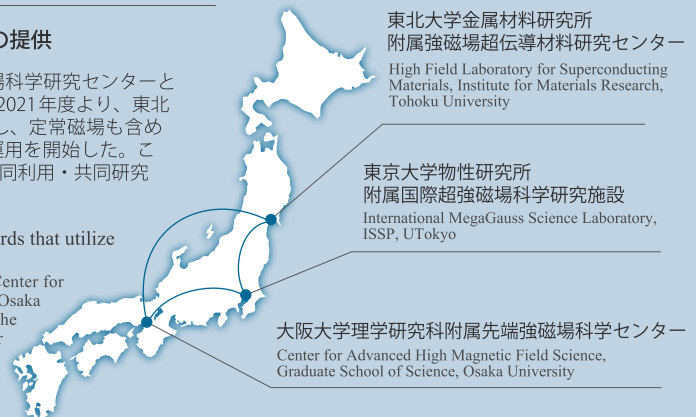 の提供
場科学研究センターと
2021年度より、東北
し、定常磁場も含め
運用を開始した。こ
同利用・共同研究
rds that utilize
Center for
Osaka
he
東北大学金属材料研究所
附属強磁場超伝導材料研究センター
High Field Laboratory for Superconducting
Materials, Institute for Materials Research,
Tohoku University
東京大学物性研究所
附属国際超強磁場科学研究施設
International MegaGauss Science Laboratory,
ISSP, UTokyo
大阪大学理学研究科附属先端強磁場科学センター
Center for Advanced High Magnetic Field Science,
Graduate School of Science, Osaka University